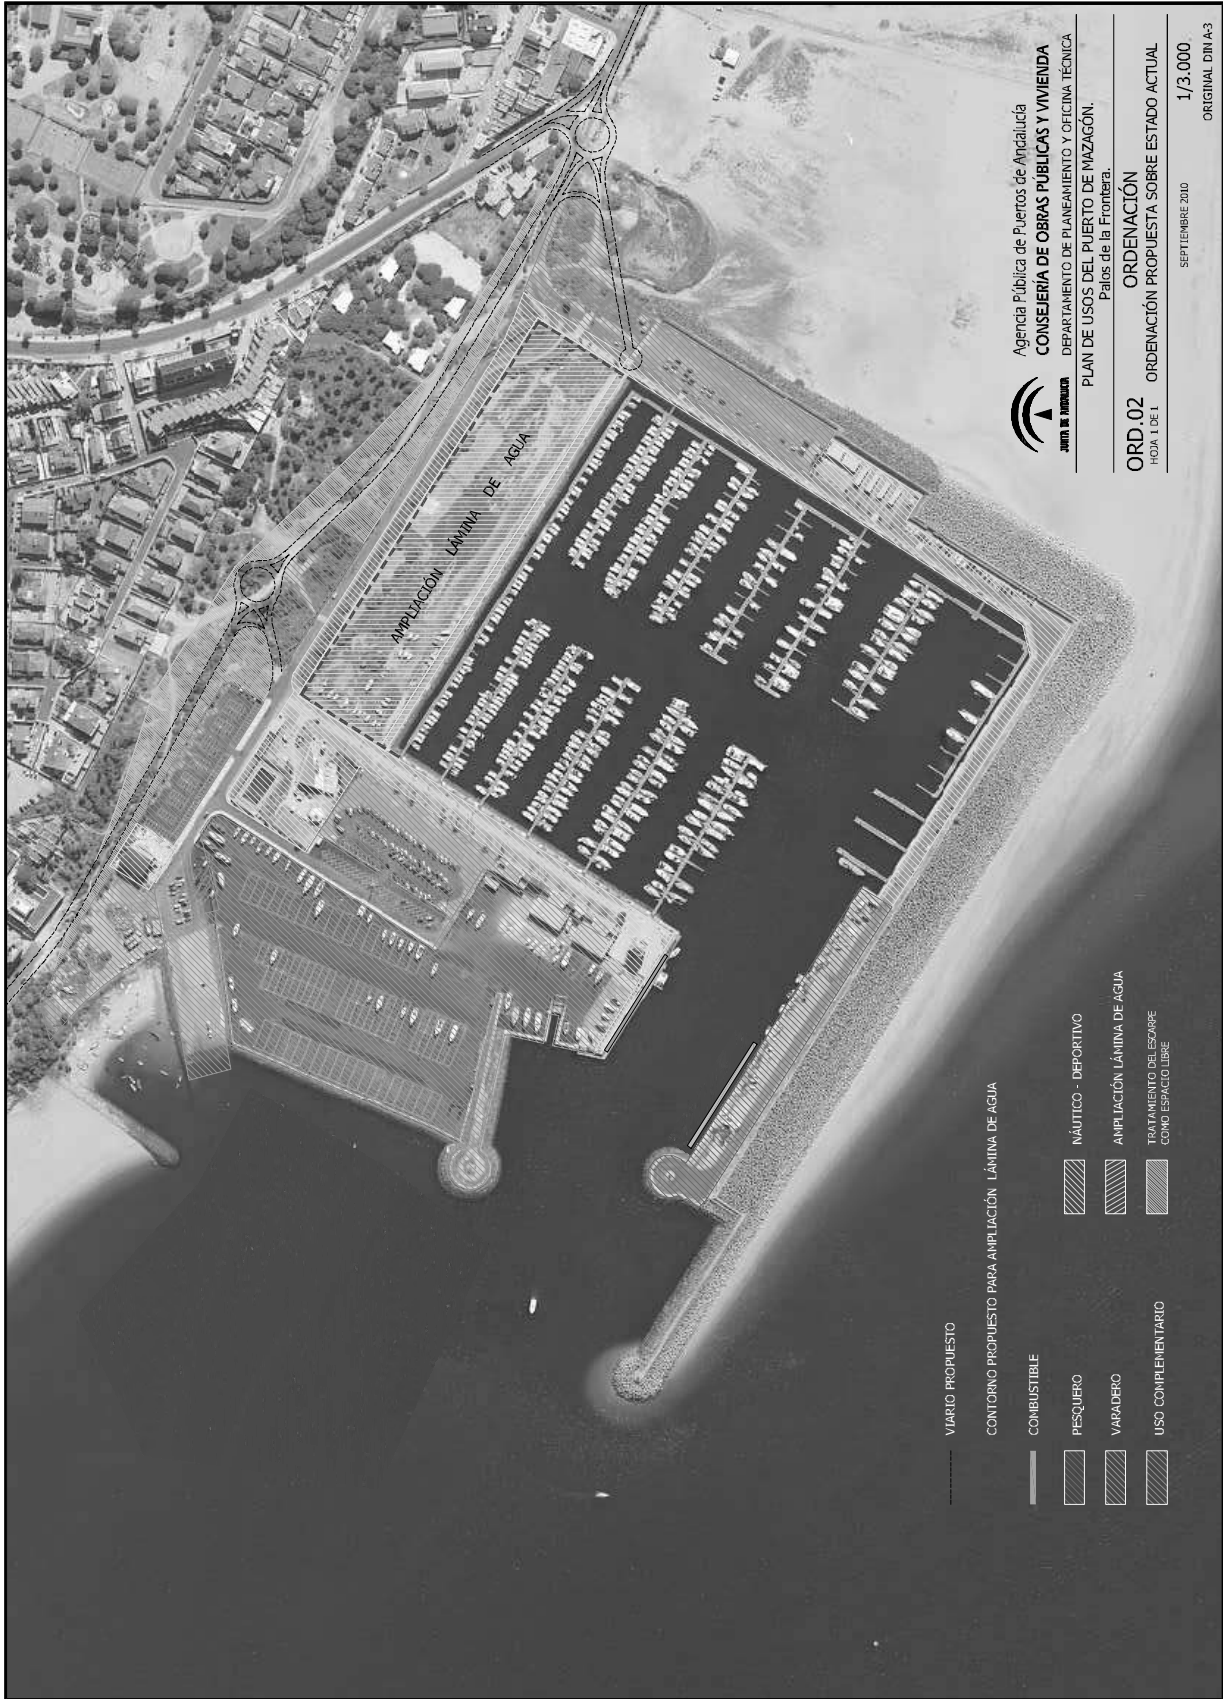 Agencia Pública de Puertos de Andalucía
CONSEJERÍA DE OBRAS PÚBLICAS Y VIVIENDA
JUNTA DE ANDALUCIA
DEPARTAMENTO DE PLANEAMIENTO Y OFICINA TÉCNICA
PLAN DE USOS DEL PUERTO DE MAZAGÓN.
Palos de la Frontera.
ORD.02
HOJA 1 DE 1
ORDENACIÓN
ORDENACIÓN PROPUESTA SOBRE ESTADO ACTUAL
SEPTIEMBRE 2010
1/3.000
ORIGINAL DIN A-3
AMPLIACIÓN LÁMINA DE AGUA
VIARIO PROPUESTO
CONTORNO PROPUESTO PARA AMPLIACIÓN LÁMINA DE AGUA
COMBUSTIBLE
PESQUERO
VARADERO
USO COMPLEMENTARIO
NÁUTICO - DEPORTIVO
AMPLIACIÓN LÁMINA DE AGUA
TRATAMIENTO DEL ESCARPE
COMO ESPACIO LIBRE